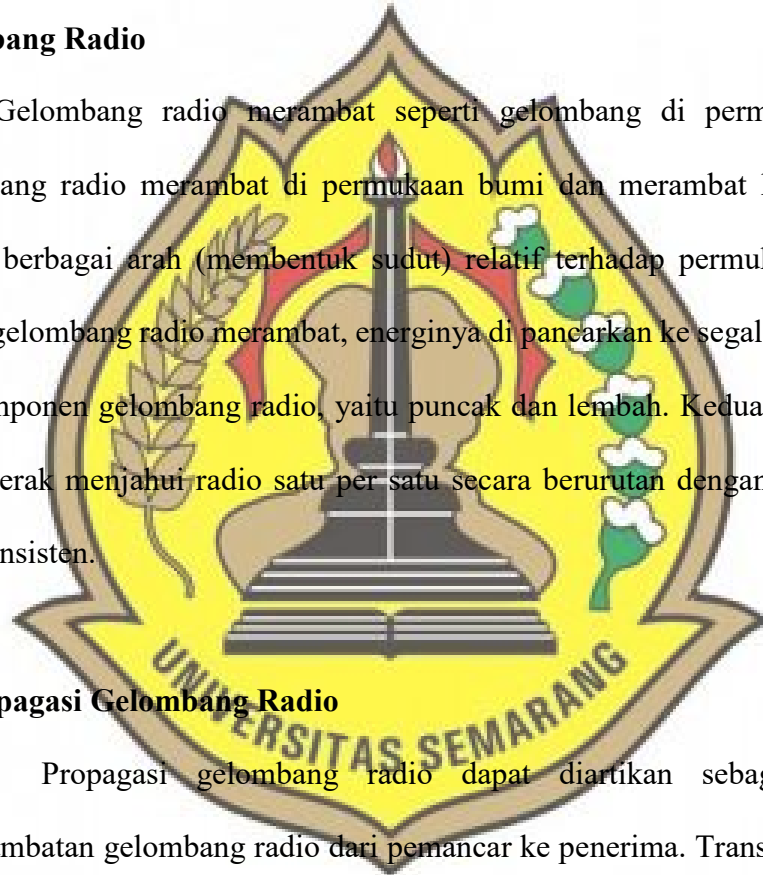 bang Radio
Gelombang radio merambat seperti gelombang di perm
ang radio merambat di permukaan bumi dan merambat
berbagai arah (membentuk sudut) relatif terhadap permu
gelombang radio merambat, energinya di pancarkan ke segal
mponen gelombang radio, yaitu puncak dan lembah. Kedua
erak menjahui radio satu per satu secara berurutan dengan
nsisten.
pagasi Gelombang Radio
UNIVERSITAS SEMARANG
Propagasi gelombang radio dapat diartikan sebag
mbatan gelombang radio dari pemancar ke penerima. Trans